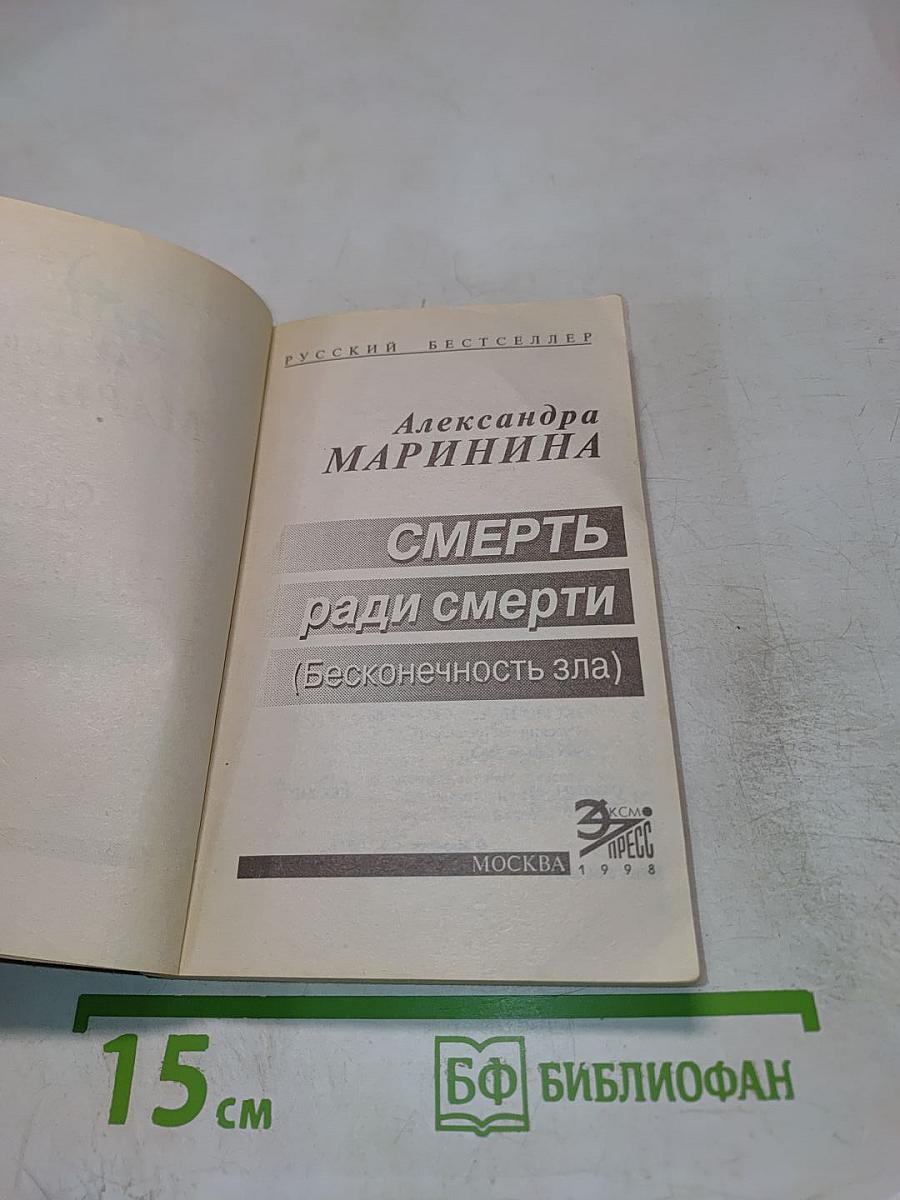 РУССКИЙ БЕСТСЕЛЛЕР
Александра
МАРИНИНА
СМЕРТЬ
ради смерти
(Бесконечность зла)
ЭКСМО
ПРЕСС
МОСКВА 1998
15 см
БФ БИБЛИОФАН